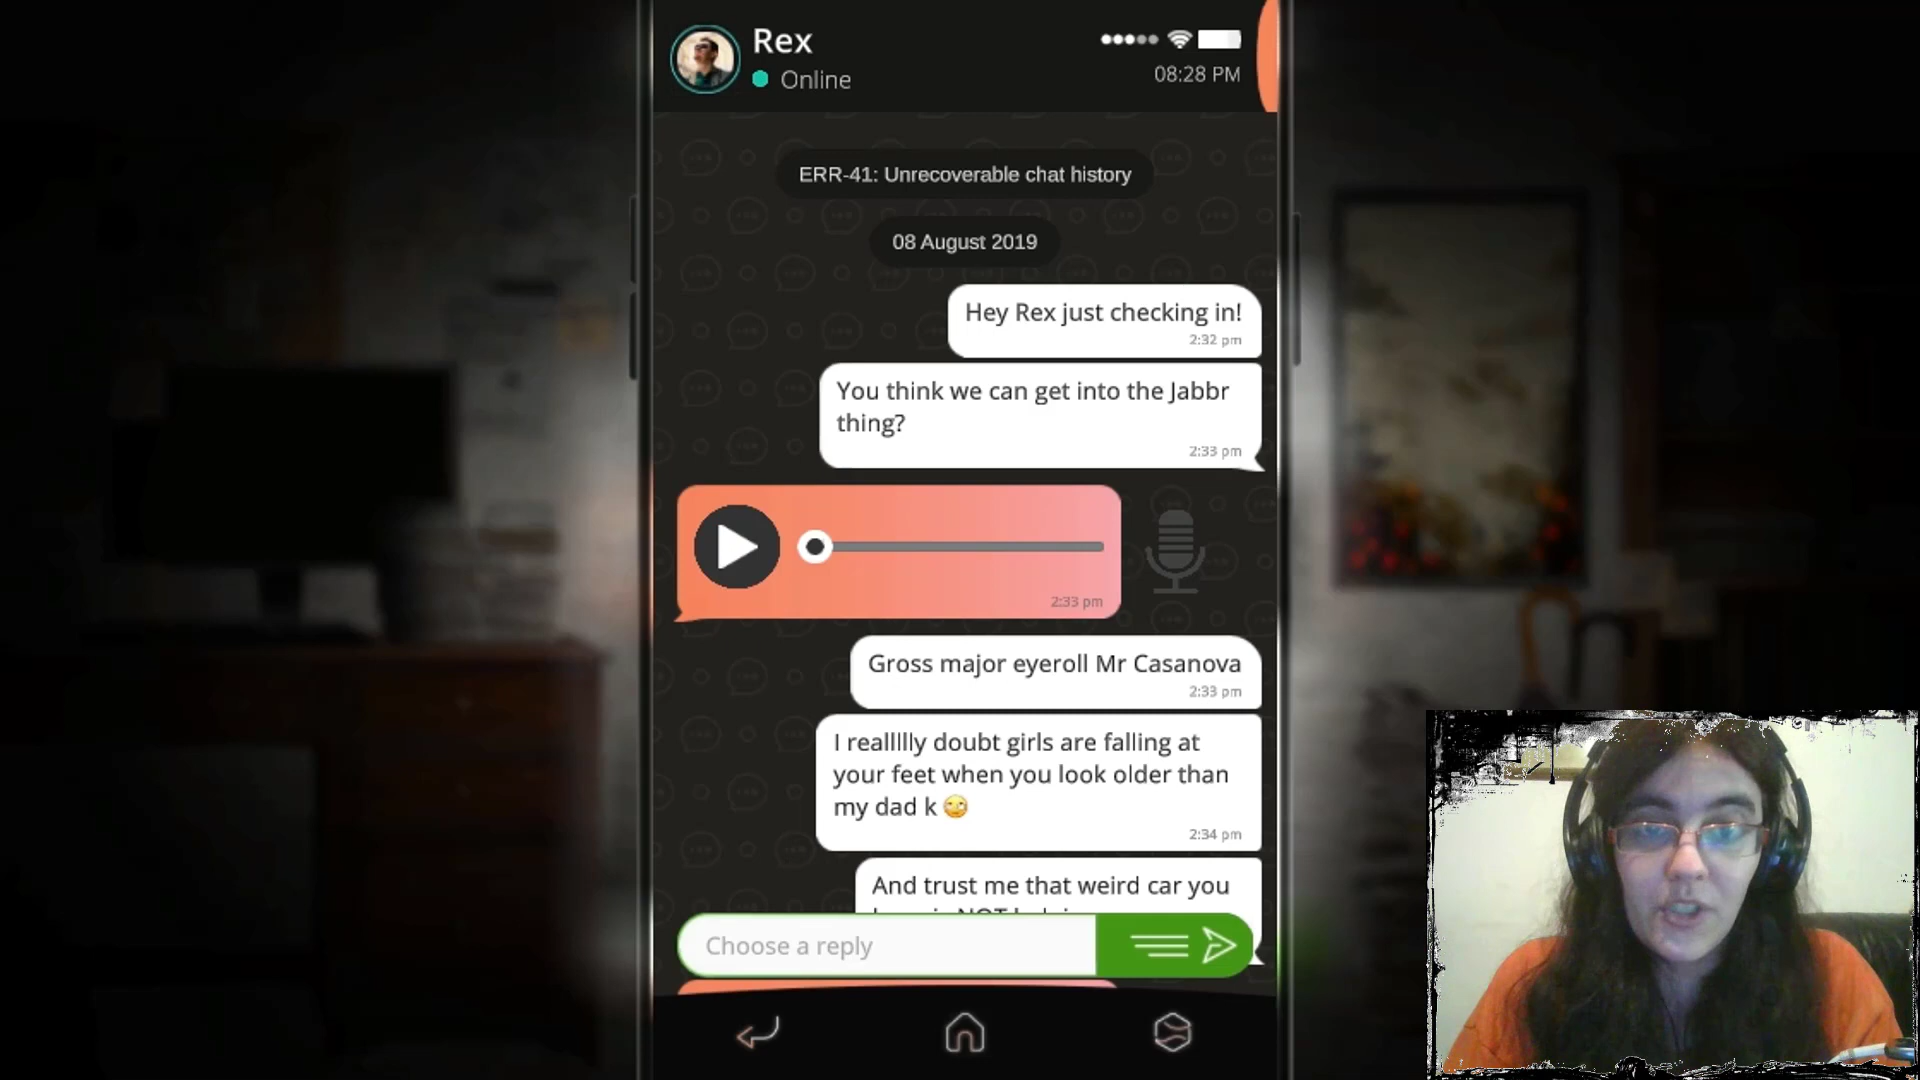 Rex
Online
08:28 PM
ERR-41: Unrecoverable chat history
08 August 2019
Hey Rex just checking in!
2:32 pm
You think we can get into the Jabbr
thing?
2:33 pm
2:33 pm
Gross major eyeroll Mr Casanova
2:33 pm
I reallllly doubt girls are falling at
your feet when you look older than
my dad k 🙄
2:34 pm
And trust me that weird car you
Choose a reply